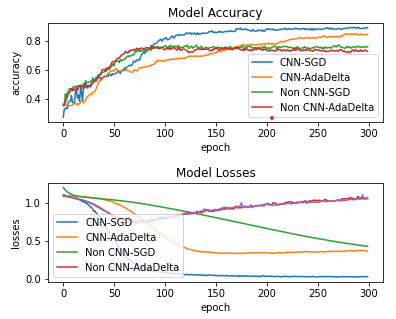 Model Accuracy
accuracy
0.8
0.6
0.4
CNN-SGD
CNN-AdaDelta
Non CNN-SGD
Non CNN-AdaDelta
0 50 100 150 200 250 300
epoch
Model Losses
losses
1.0
0.5
0.0
CNN-SGD
CNN-AdaDelta
Non CNN-SGD
Non CNN-AdaDelta
0 50 100 150 200 250 300
epoch